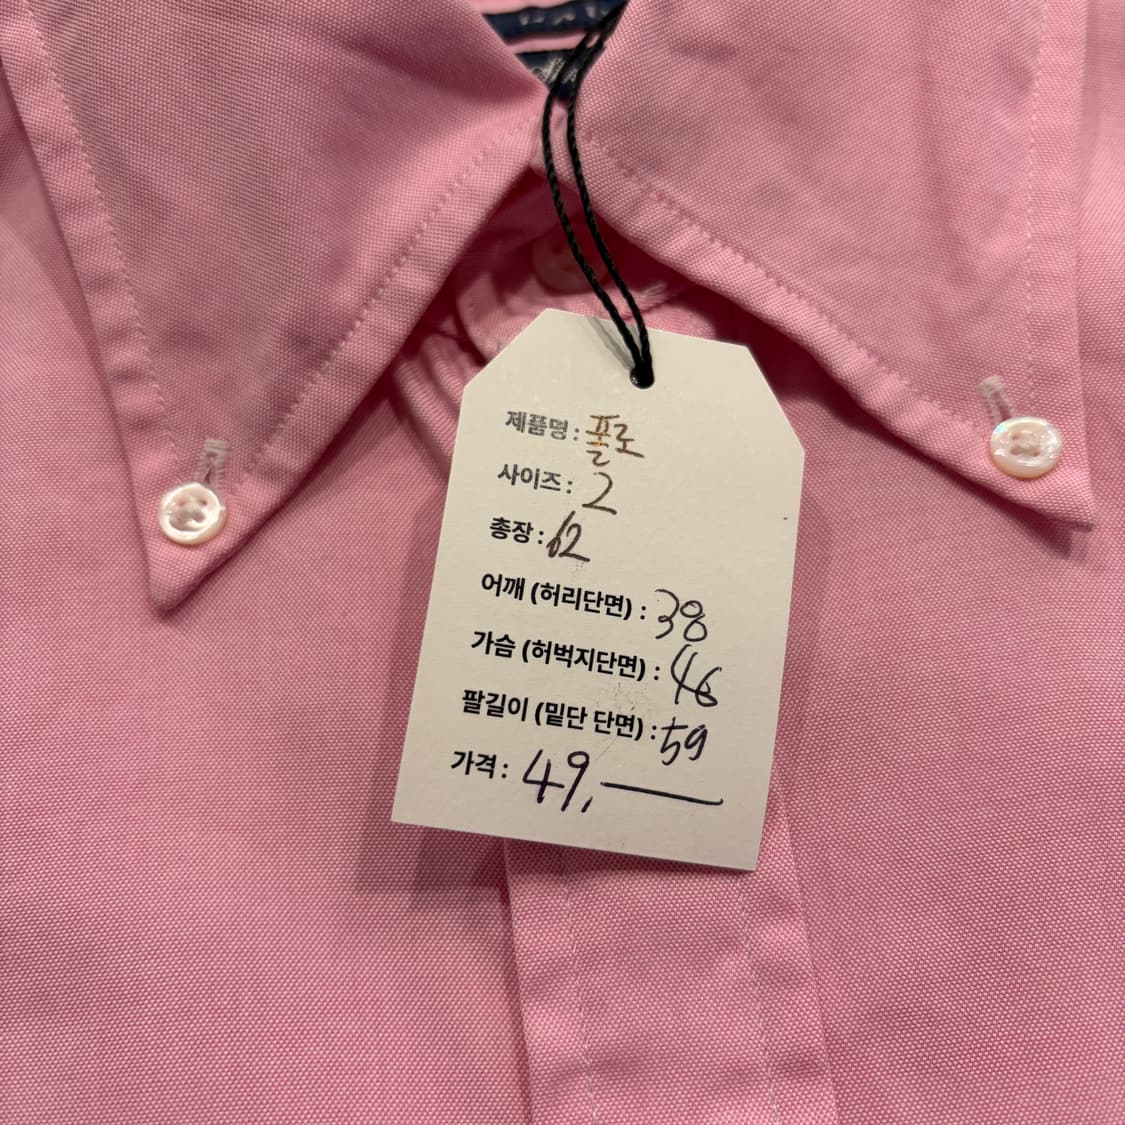 제품명 : 폴로
사이즈 : 2
총장 : 62
어깨 (허리단면) : 38
가슴 (허벅지단면) : 46
팔길이 (밑단 단면) : 59
가격 : 49,—